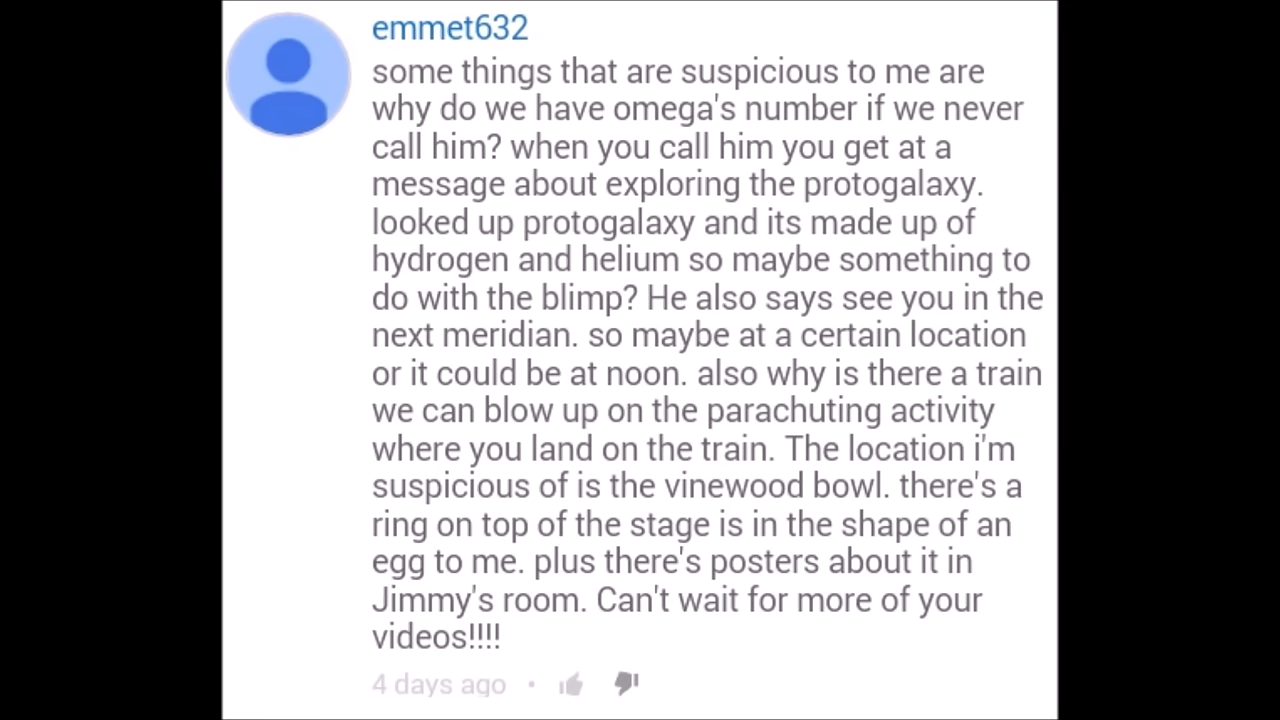 emmet632
some things that are suspicious to me are
why do we have omega's number if we never
call him? when you call him you get at a
message about exploring the protogalaxy.
looked up protogalaxy and its made up of
hydrogen and helium so maybe something to
do with the blimp? He also says see you in the
next meridian. so maybe at a certain location
or it could be at noon. also why is there a train
we can blow up on the parachuting activity
where you land on the train. The location i'm
suspicious of is the vinewood bowl. there's a
ring on top of the stage is in the shape of an
egg to me. plus there's posters about it in
Jimmy's room. Can't wait for more of your
videos!!!!
4 days ago •